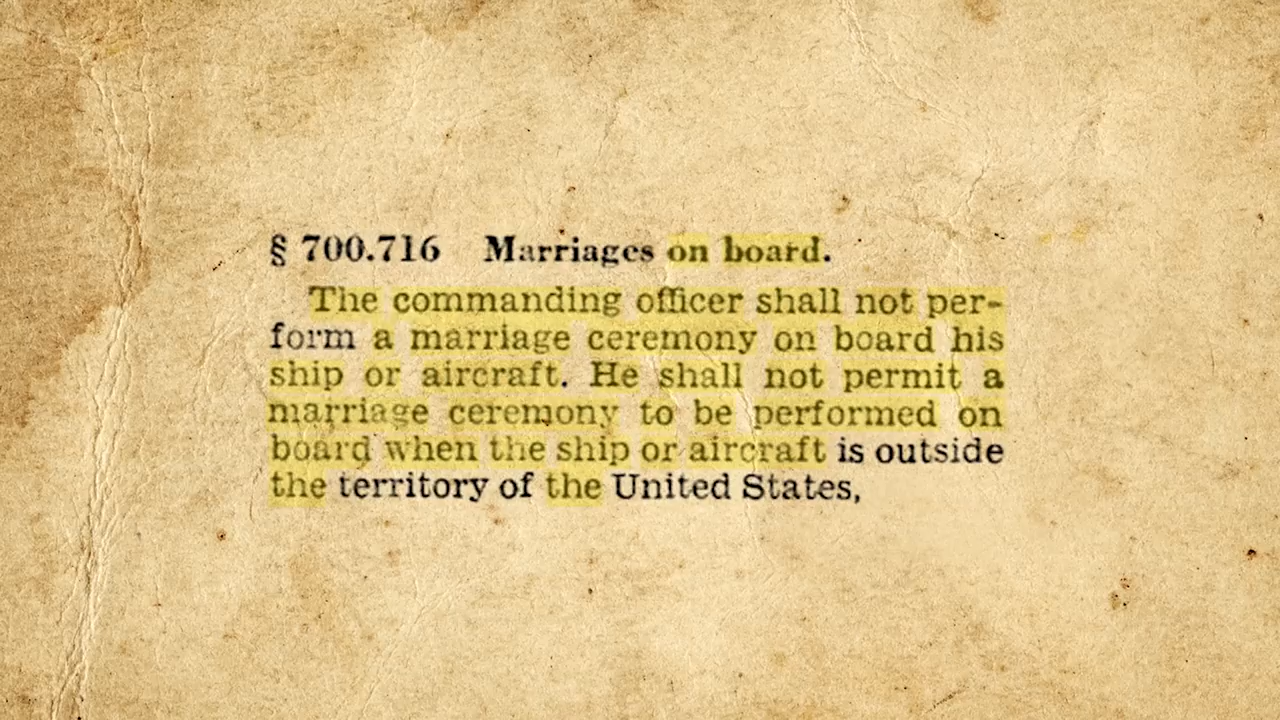 § 700.716 Marriages on board.
The commanding officer shall not per-
form a marriage ceremony on board his
ship or aircraft. He shall not permit a
marriage ceremony to be performed on
board when the ship or aircraft is outside
the territory of the United States,